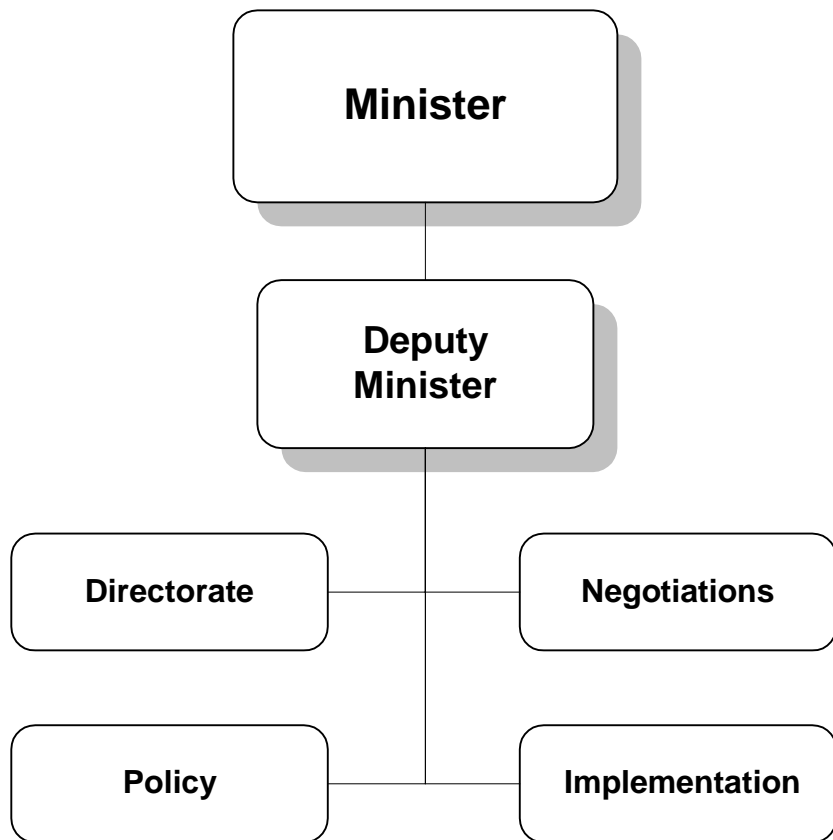 Minister
Deputy
Minister
Directorate
Negotiations
Policy
Implementation